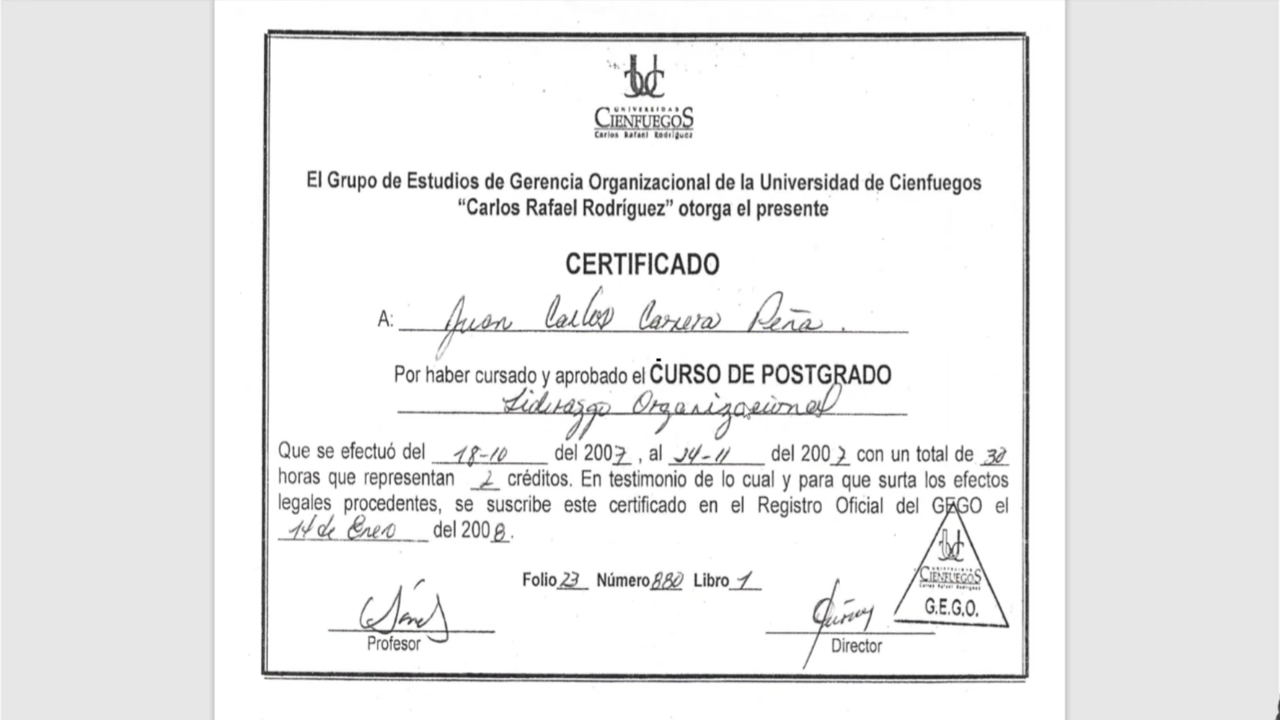 UNIVERSIDAD
CIENFUEGOS
Carlos Rafael Rodríguez
El Grupo de Estudios de Gerencia Organizacional de la Universidad de Cienfuegos
“Carlos Rafael Rodríguez” otorga el presente
CERTIFICADO
A: Juan Carlos Carrera Peña.
Por haber cursado y aprobado el CURSO DE POSTGRADO
Liderazgo Organizacional
Que se efectuó del 18-10 del 2007, al 24-11 del 2007 con un total de 30
horas que representan 2 créditos. En testimonio de lo cual y para que surta los efectos
legales procedentes, se suscribe este certificado en el Registro Oficial del GEGO el
14 de Enero del 2008.
UNIVERSIDAD
CIENFUEGOS
Carlos Rafael Rodríguez
G.E.G.O.
Folio 23 Número 880 Libro 1
Profesor
Director